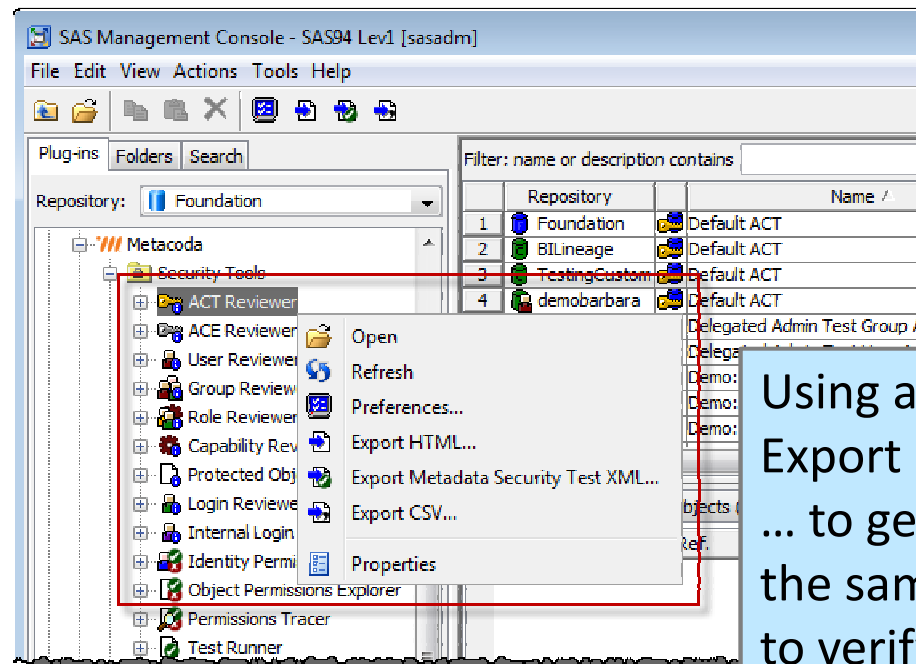 SAS Management Console - SAS94 Lev1 [sasadm]
File Edit View Actions Tools Help
Plug-ins Folders Search
Repository: Foundation
Metacoda
Security Tools
ACT Reviewer
ACE Reviewer
User Reviewer
Group Review
Role Reviewer
Capability Rev
Protected Obj
Login Reviewe
Internal Login
Identity Permi
Object Permissions Explorer
Permissions Tracer
Test Runner
Open
Refresh
Preferences...
Export HTML...
Export Metadata Security Test XML...
Export CSV...
Properties
Filter: name or description contains
Repository Name
1 Foundation Default ACT
2 BILineage Default ACT
3 TestingCustom Default ACT
4 demobarbara Default ACT
Delegated Admin Test Group A
Demo:
Demo:
Demo:
bjects (
Ref.
Using a
Export
... to ge
the sam
to verif